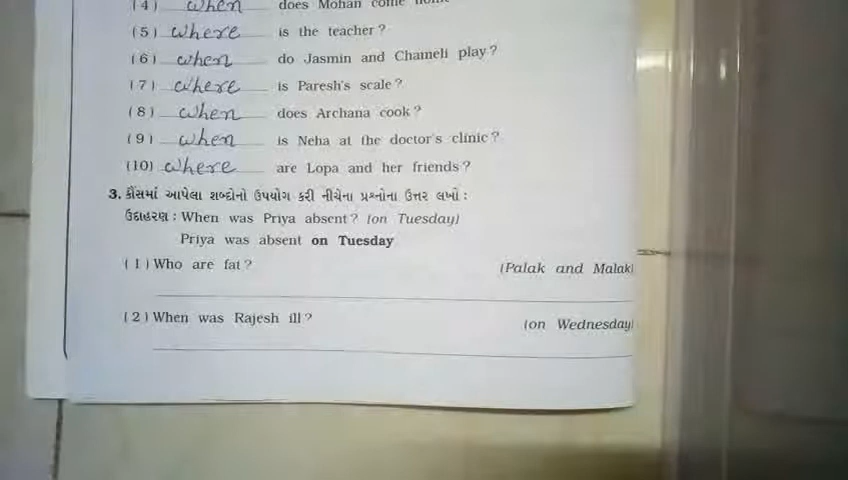 (4) when does Mohan come home
(5) where is the teacher?
(6) when do Jasmin and Chameli play?
(7) where is Paresh's scale?
(8) when does Archana cook?
(9) when is Neha at the doctor's clinic?
(10) where are Lopa and her friends?
3. કૌંસમાં આપેલા શબ્દોનો ઉપયોગ કરી નીચેના પ્રશ્નોના ઉત્તર લખો :
ઉદાહરણ : When was Priya absent? (on Tuesday)
Priya was absent on Tuesday
(1) Who are fat? (Palak and Malak)
(2) When was Rajesh ill? (on Wednesday)